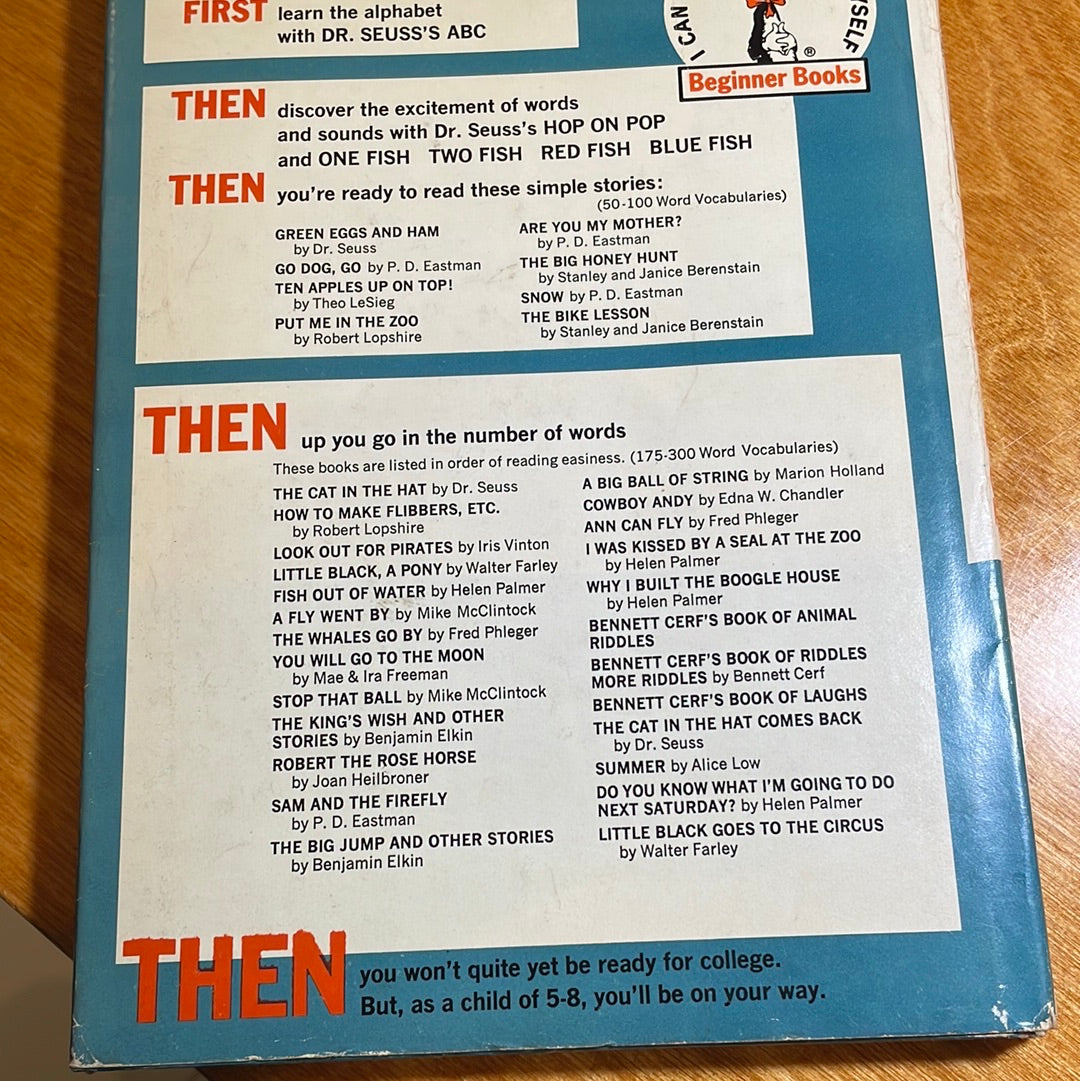 FIRST learn the alphabet
with DR. SEUSS'S ABC
I CAN
MSELF
®
Beginner Books
THEN discover the excitement of words
and sounds with Dr. Seuss's HOP ON POP
and ONE FISH TWO FISH RED FISH BLUE FISH
THEN you're ready to read these simple stories:
(50-100 Word Vocabularies)
GREEN EGGS AND HAM
by Dr. Seuss
GO DOG, GO by P. D. Eastman
TEN APPLES UP ON TOP!
by Theo LeSieg
PUT ME IN THE ZOO
by Robert Lopshire
ARE YOU MY MOTHER?
by P. D. Eastman
THE BIG HONEY HUNT
by Stanley and Janice Berenstain
SNOW by P. D. Eastman
THE BIKE LESSON
by Stanley and Janice Berenstain
THEN up you go in the number of words
These books are listed in order of reading easiness. (175-300 Word Vocabularies)
THE CAT IN THE HAT by Dr. Seuss
HOW TO MAKE FLIBBERS, ETC.
by Robert Lopshire
LOOK OUT FOR PIRATES by Iris Vinton
LITTLE BLACK, A PONY by Walter Farley
FISH OUT OF WATER by Helen Palmer
A FLY WENT BY by Mike McClintock
THE WHALES GO BY by Fred Phleger
YOU WILL GO TO THE MOON
by Mae & Ira Freeman
STOP THAT BALL by Mike McClintock
THE KING'S WISH AND OTHER
STORIES by Benjamin Elkin
ROBERT THE ROSE HORSE
by Joan Heilbroner
SAM AND THE FIREFLY
by P. D. Eastman
THE BIG JUMP AND OTHER STORIES
by Benjamin Elkin
A BIG BALL OF STRING by Marion Holland
COWBOY ANDY by Edna W. Chandler
ANN CAN FLY by Fred Phleger
I WAS KISSED BY A SEAL AT THE ZOO
by Helen Palmer
WHY I BUILT THE BOOGLE HOUSE
by Helen Palmer
BENNETT CERF'S BOOK OF ANIMAL
RIDDLES
BENNETT CERF'S BOOK OF RIDDLES
MORE RIDDLES by Bennett Cerf
BENNETT CERF'S BOOK OF LAUGHS
THE CAT IN THE HAT COMES BACK
by Dr. Seuss
SUMMER by Alice Low
DO YOU KNOW WHAT I'M GOING TO DO
NEXT SATURDAY? by Helen Palmer
LITTLE BLACK GOES TO THE CIRCUS
by Walter Farley
THEN you won't quite yet be ready for college.
But, as a child of 5-8, you'll be on your way.